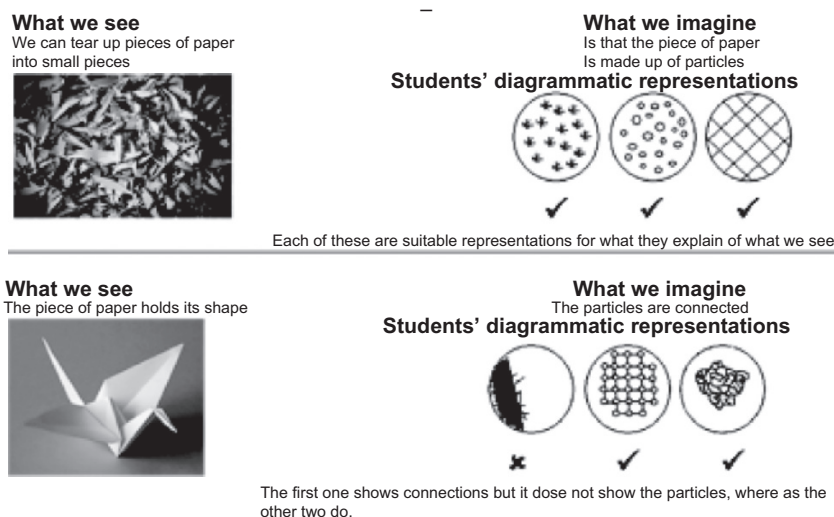 What we see
We can tear up pieces of paper
into small pieces
What we imagine
Is that the piece of paper
Is made up of particles
Students’ diagrammatic representations
Each of these are suitable representations for what they explain of what we see
What we see
The piece of paper holds its shape
What we imagine
The particles are connected
Students’ diagrammatic representations
The first one shows connections but it dose not show the particles, where as the
other two do.